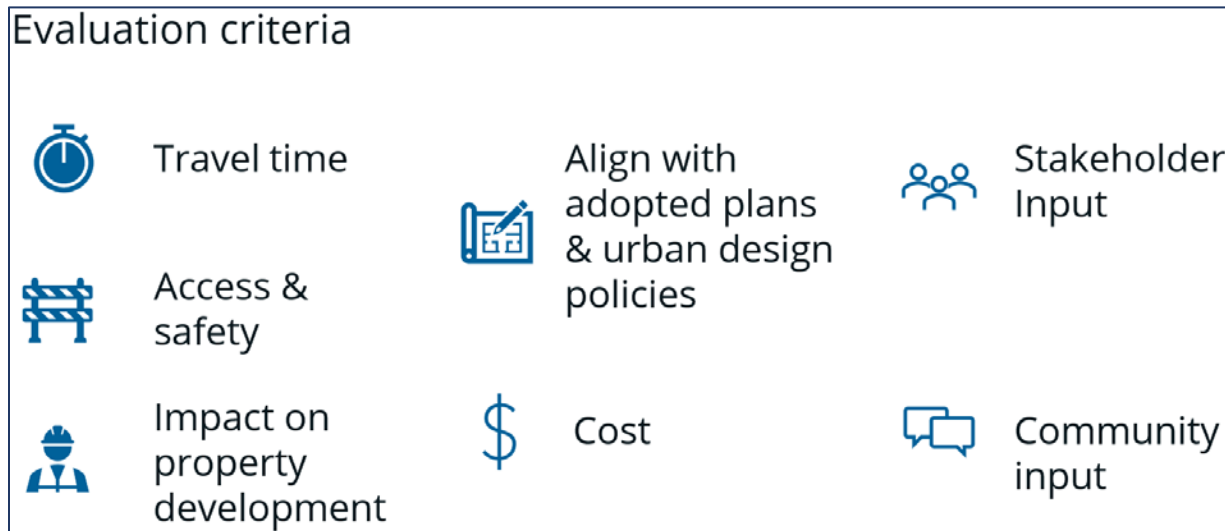 Evaluation criteria
Travel time
Access &
safety
Impact on
property
development
Align with
adopted plans
& urban design
policies
$
Cost
Stakeholder
Input
Community
input